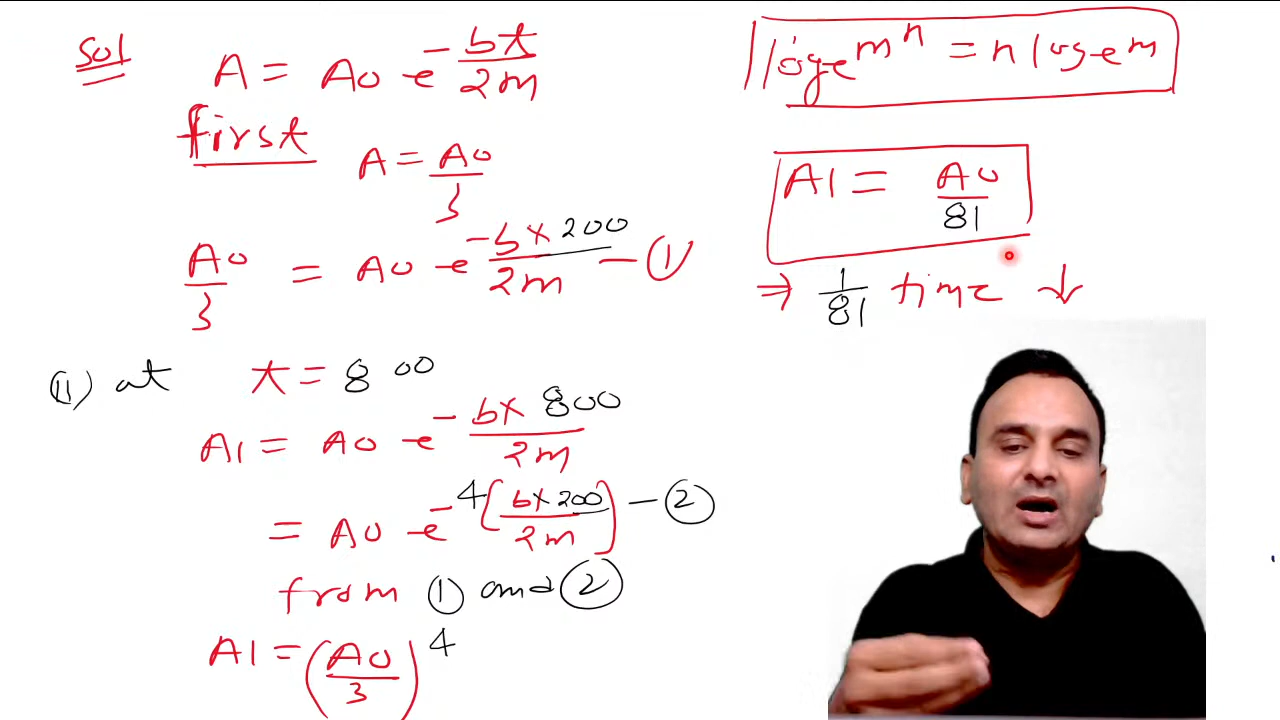 Sol
A = A0 e^(-bt/2m)
first
A = A0/3
A0/3 = A0 e^(-b×200/2m) — ①
(II) at t = 800
A1 = A0 e^(-b×800/2m)
= A0 e^(-4(b×200/2m)) — ②
from ① and ②
A1 = (A0/3)^4
loge m^n = n loge m
A1 = A0/81
⇒ 1/81 time ↓